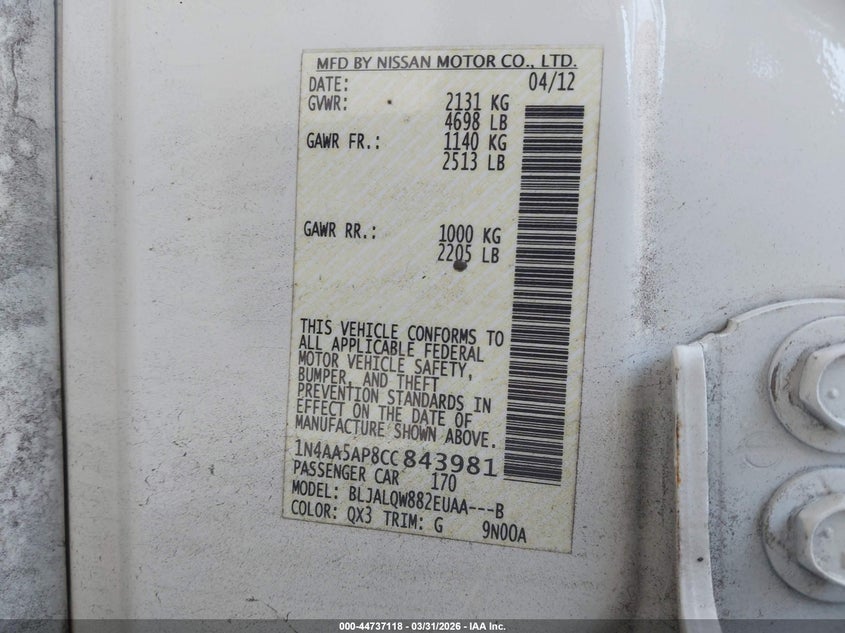 MFD BY NISSAN MOTOR CO., LTD.
DATE: 04/12
GVWR: 2131 KG
4698 LB
GAWR FR.: 1140 KG
2513 LB
GAWR RR.: 1000 KG
2205 LB
THIS VEHICLE CONFORMS TO
ALL APPLICABLE FEDERAL
MOTOR VEHICLE SAFETY,
BUMPER, AND THEFT
PREVENTION STANDARDS IN
EFFECT ON THE DATE OF
MANUFACTURE SHOWN ABOVE.
1N4AA5AP8CC843981
PASSENGER CAR 170
MODEL: BLJALQW882EUAA---B
COLOR: QX3 TRIM: G 9N00A
000-44737118 - 03/31/2026 - IAA Inc.